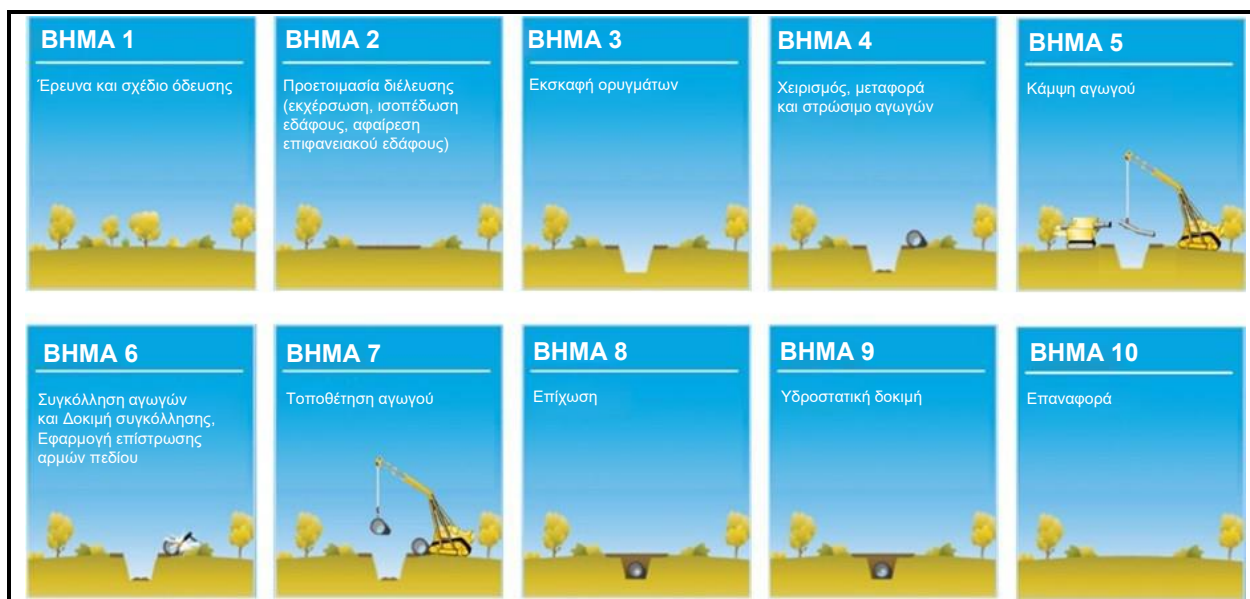 ΒΗΜΑ 1
Έρευνα και σχέδιο όδευσης
ΒΗΜΑ 2
Προετοιμασία διέλευσης
(εκχέρσωση, ισοπέδωση
εδάφους, αφαίρεση
επιφανειακού εδάφους)
ΒΗΜΑ 3
Εκσκαφή ορυγμάτων
ΒΗΜΑ 4
Χειρισμός, μεταφορά
και στρώσιμο αγωγών
ΒΗΜΑ 5
Κάμψη αγωγού
ΒΗΜΑ 6
Συγκόλληση αγωγών
και Δοκιμή συγκόλλησης,
Εφαρμογή επίστρωσης
αρμών πεδίου
ΒΗΜΑ 7
Τοποθέτηση αγωγού
ΒΗΜΑ 8
Επίχωση
ΒΗΜΑ 9
Υδροστατική δοκιμή
ΒΗΜΑ 10
Επαναφορά